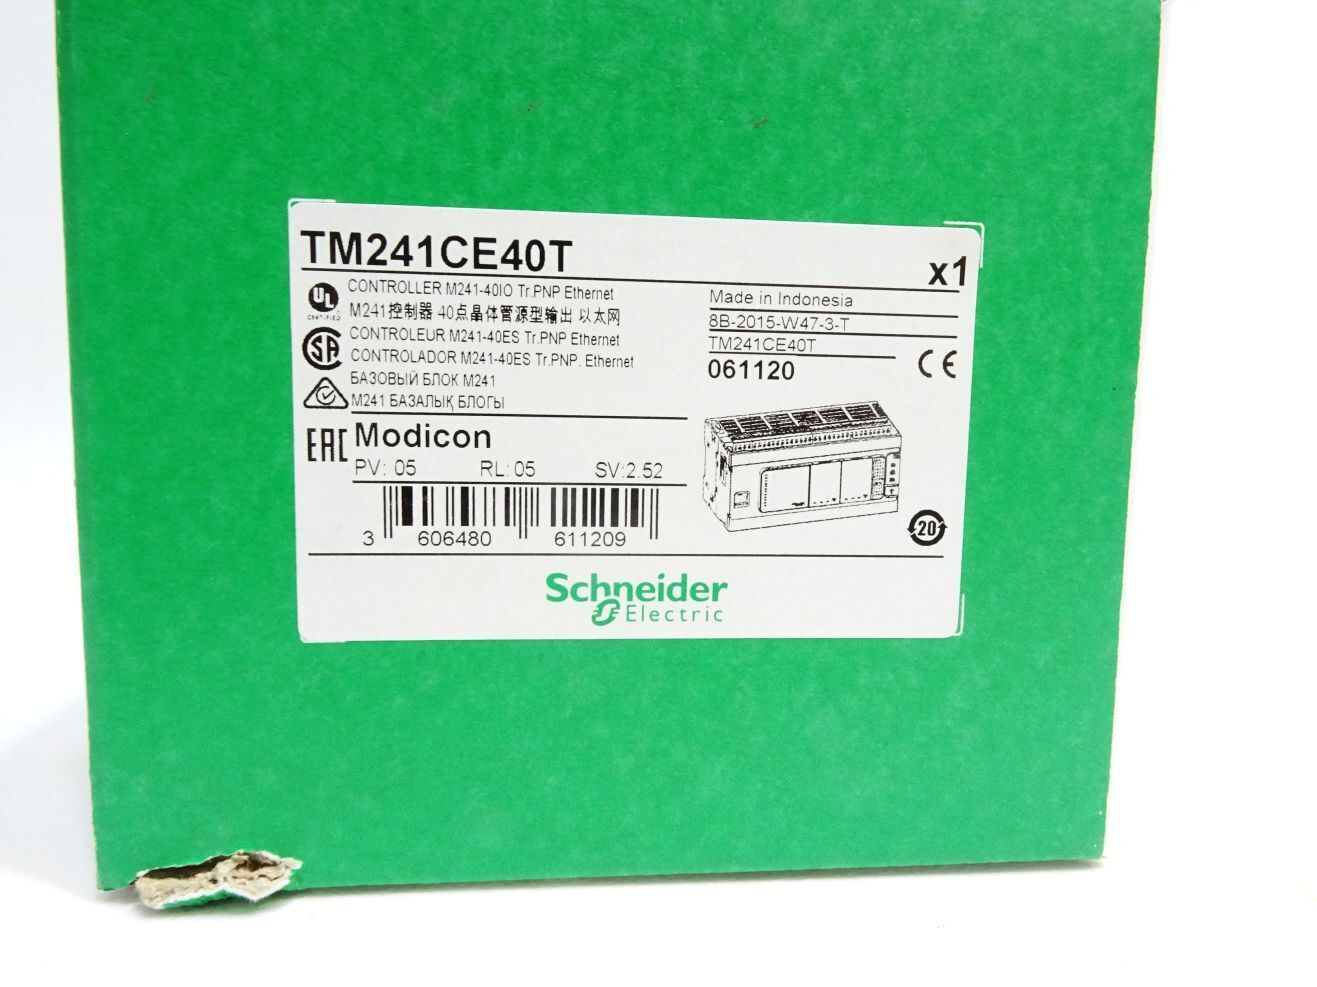 TM241CE40T
x1
CONTROLLER M241-40IO Tr.PNP Ethernet
M241控制器 40点晶体管源型输出 以太网
CONTROLEUR M241-40ES Tr.PNP Ethernet
CONTROLADOR M241-40ES Tr.PNP. Ethernet
БАЗОВЫЙ БЛОК M241
M241 БАЗАЛЫҚ БЛОГЫ
UL
CERTIFIED
SA
EAC
Made in Indonesia
8B-2015-W47-3-T
TM241CE40T
061120
CE
Modicon
PV: 05 RL: 05 SV:2.52
3 606480 611209
20
Schneider
Electric